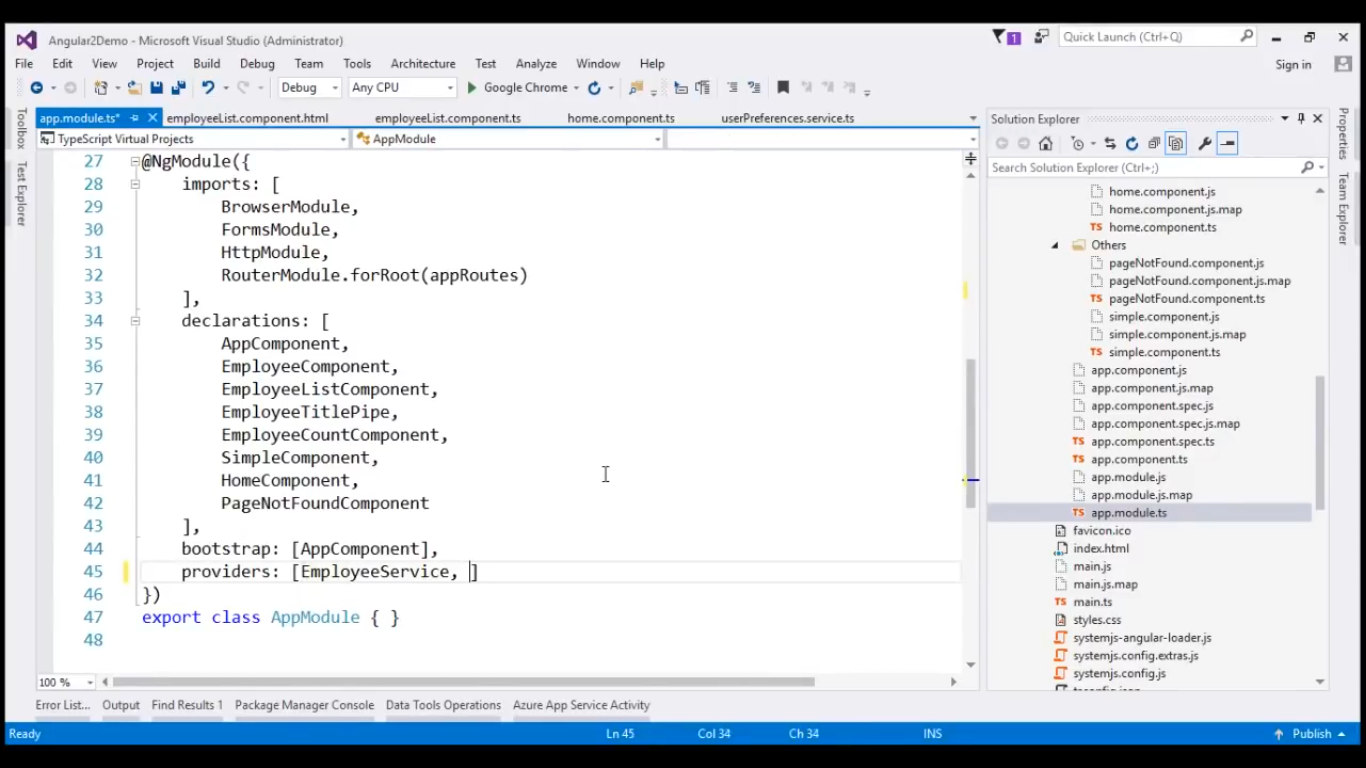 Angular2Demo - Microsoft Visual Studio (Administrator)
1
Quick Launch (Ctrl+Q)
File Edit View Project Build Debug Team Tools Architecture Test Analyze Window Help
Sign in
Debug Any CPU Google Chrome
Toolbox
Test Explorer
app.module.ts* employeeList.component.html employeeList.component.ts home.component.ts userPreferences.service.ts
TypeScript Virtual Projects AppModule
27 @NgModule({
28 imports: [
29 BrowserModule,
30 FormsModule,
31 HttpModule,
32 RouterModule.forRoot(appRoutes)
33 ],
34 declarations: [
35 AppComponent,
36 EmployeeComponent,
37 EmployeeListComponent,
38 EmployeeTitlePipe,
39 EmployeeCountComponent,
40 SimpleComponent,
41 HomeComponent,
42 PageNotFoundComponent
43 ],
44 bootstrap: [AppComponent],
45 providers: [EmployeeService, ]
46 })
47 export class AppModule { }
48
100 %
Solution Explorer
Search Solution Explorer (Ctrl+;)
home.component.js
home.component.js.map
TS home.component.ts
Others
pageNotFound.component.js
pageNotFound.component.js.map
TS pageNotFound.component.ts
simple.component.js
simple.component.js.map
TS simple.component.ts
app.component.js
app.component.js.map
app.component.spec.js
app.component.spec.js.map
TS app.component.spec.ts
TS app.component.ts
app.module.js
app.module.js.map
TS app.module.ts
favicon.ico
index.html
main.js
main.js.map
TS main.ts
styles.css
systemjs-angular-loader.js
systemjs.config.extras.js
systemjs.config.js
Properties
Team Explorer
Error List... Output Find Results 1 Package Manager Console Data Tools Operations Azure App Service Activity
Ready Ln 45 Col 34 Ch 34 INS Publish